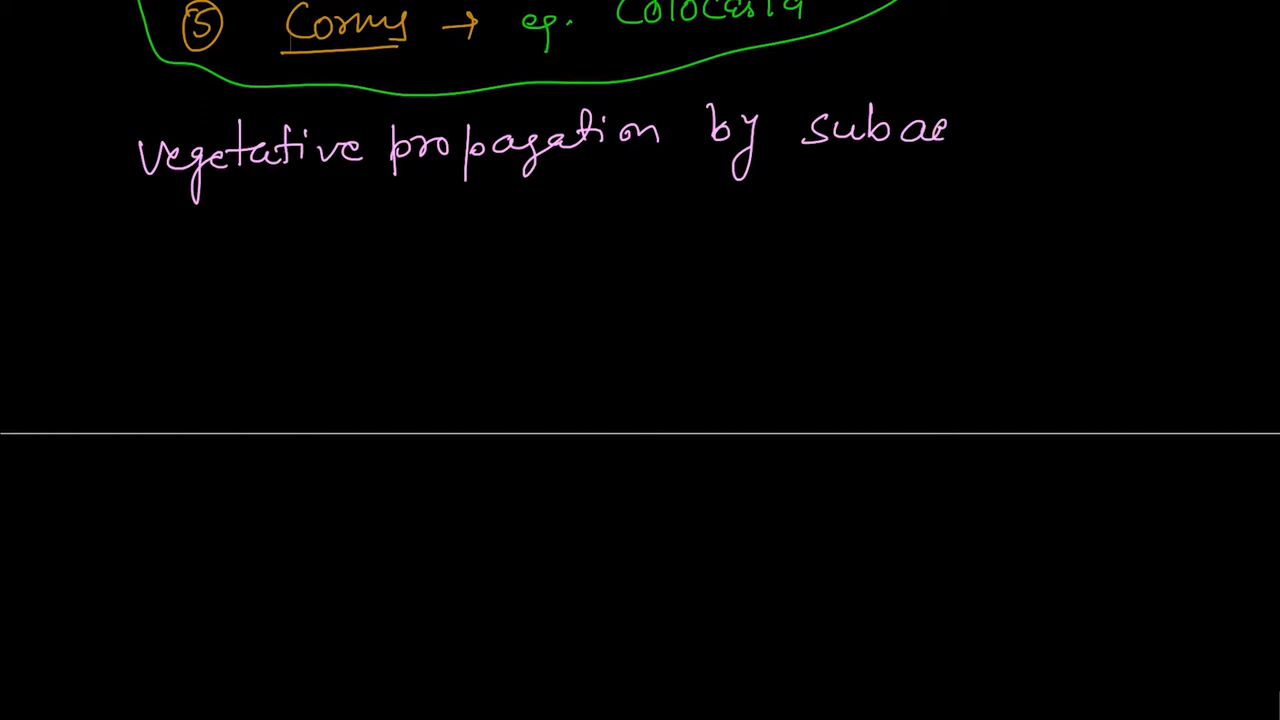 ⑤ Corms → eg. Colocasia
vegetative propagation by subae